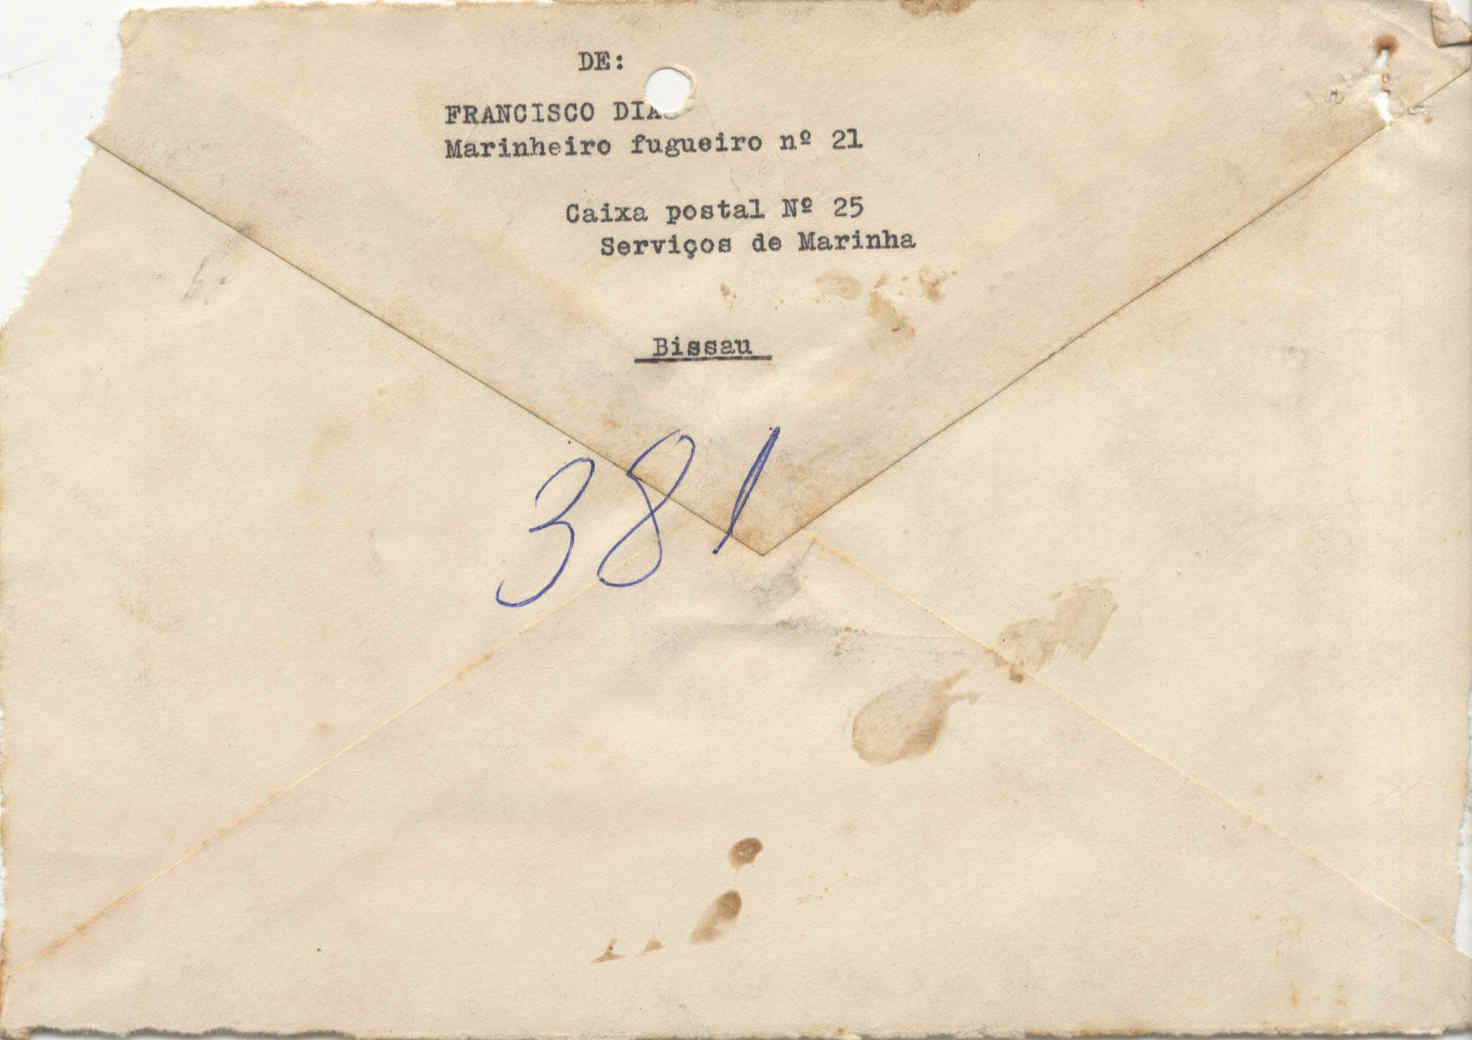 DE:
FRANCISCO DIAS
Marinheiro fugueiro nº 21
Caixa postal Nº 25
Serviços de Marinha
Bissau
381